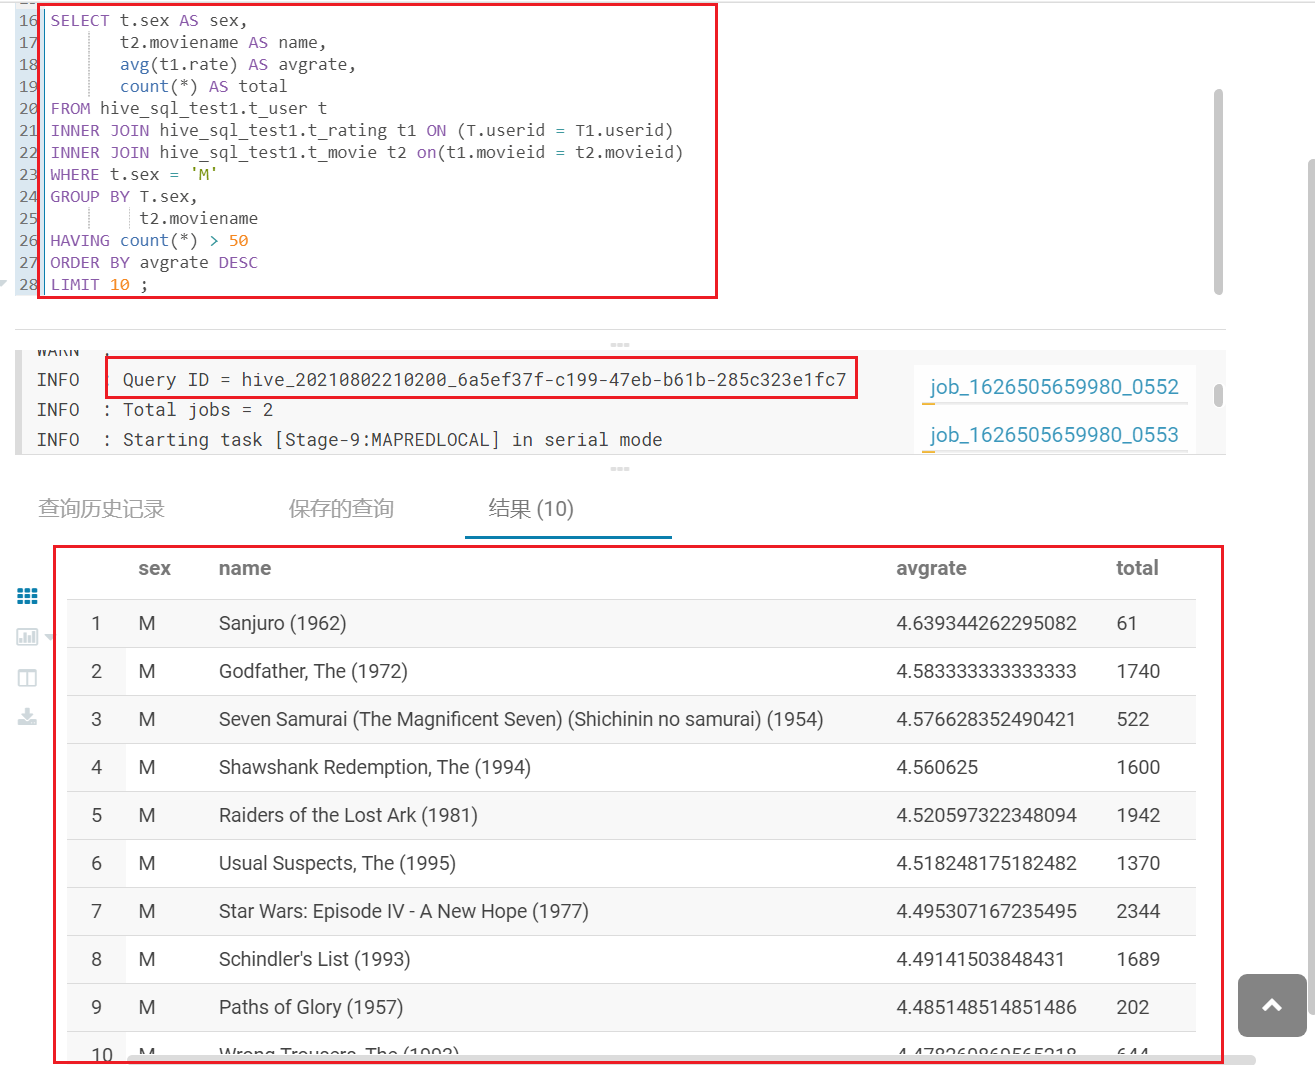 16 SELECT t.sex AS sec,
17 t2.moviename AS name,
18 avg(t1.rate) AS avgrate,
19 count(*) AS total
20 FROM hive_sql_test1.t_user t
21 INNER JOIN hive_sql_test1.t_rating t1 ON (T.userid = T1.userid)
22 INNER JOIN hive_sql_test1.t_movie t2 on(t1.movieid = t2.movieid)
23 WHERE t.sex = 'M'
24 GROUP BY T.sex,
25 t2.moviename
26 HAVING count(*) > 50
27 ORDER BY avgrate DESC
28 LIMIT 10 ;
WARN :
INFO : Query ID = hive_20210802210200_6a5ef37f-c199-47eb-b61b-285c323e1fc7
INFO : Total jobs = 2
INFO : Starting task [Stage-9:MAPREDLOCAL] in serial mode
job_1626505659980_0552
job_1626505659980_0553
查询历史记录 保存的查询 结果 (10)
sex name avgrate total
1 M Sanjuro (1962) 4.639344262295082 61
2 M Godfather, The (1972) 4.583333333333333 1740
3 M Seven Samurai (The Magnificent Seven) (Shichinin no samurai) (1954) 4.576628352490421 522
4 M Shawshank Redemption, The (1994) 4.560625 1600
5 M Raiders of the Lost Ark (1981) 4.520597322348094 1942
6 M Usual Suspects, The (1995) 4.518248175182482 1370
7 M Star Wars: Episode IV - A New Hope (1977) 4.495307167235495 2344
8 M Schindler's List (1993) 4.49141503848431 1689
9 M Paths of Glory (1957) 4.485148514851486 202
10 M Wrong Trousers, The (1993) 4.478260869565218 644